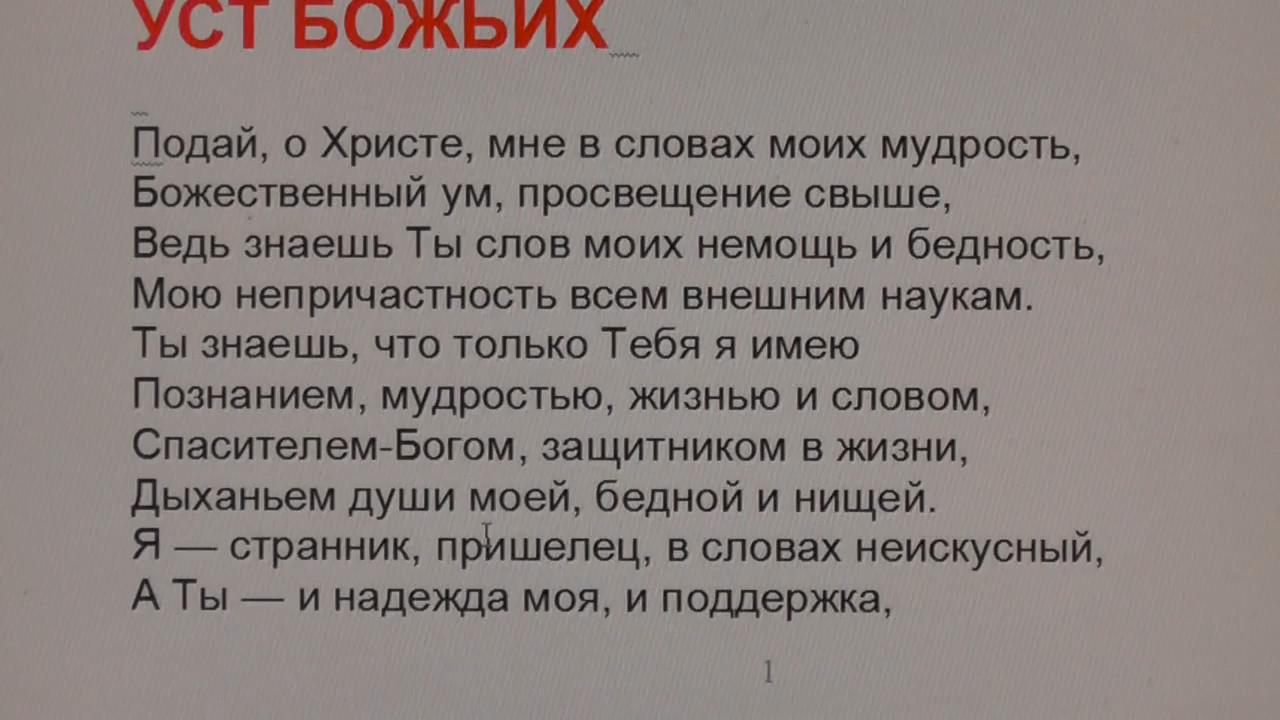 УСТ БОЖЬИХ
Подай, о Христе, мне в словах моих мудрость,
Божественный ум, просвещение свыше,
Ведь знаешь Ты слов моих немощь и бедность,
Мою непричастность всем внешним наукам.
Ты знаешь, что только Тебя я имею
Познанием, мудростью, жизнью и словом,
Спасителем-Богом, защитником в жизни,
Дыханьем души моей, бедной и нищей.
Я — странник, пришелец, в словах неискусный,
А Ты — и надежда моя, и поддержка,
1